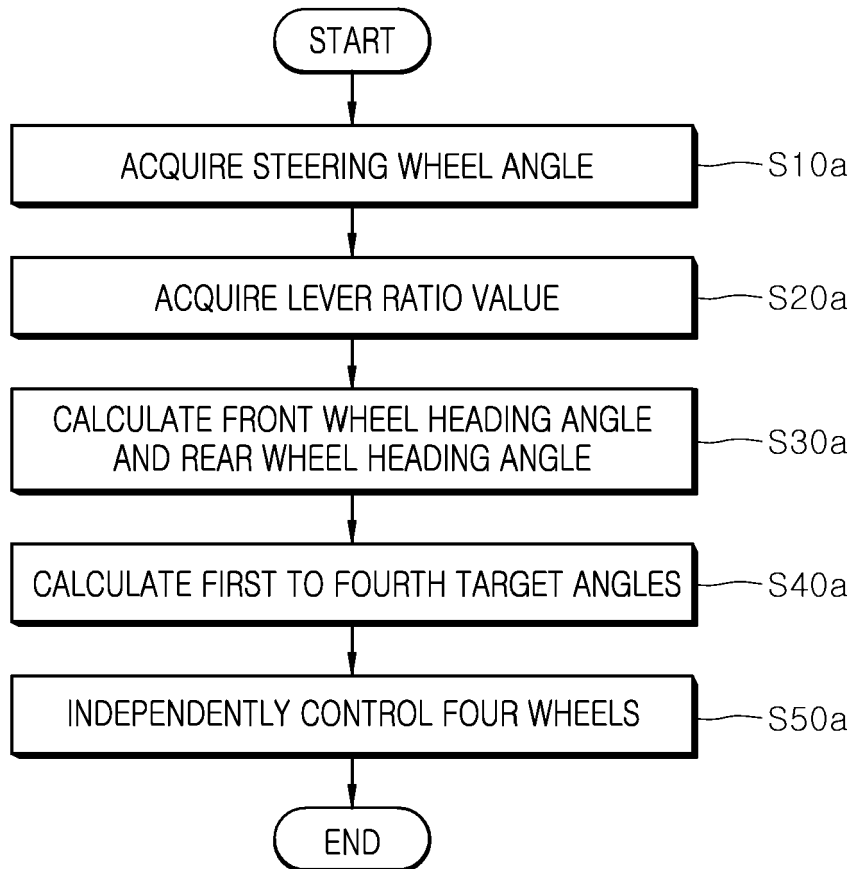 START
ACQUIRE STEERING WHEEL ANGLE
S10a
ACQUIRE LEVER RATIO VALUE
S20a
CALCULATE FRONT WHEEL HEADING ANGLE
AND REAR WHEEL HEADING ANGLE
S30a
CALCULATE FIRST TO FOURTH TARGET ANGLES
S40a
INDEPENDENTLY CONTROL FOUR WHEELS
S50a
END